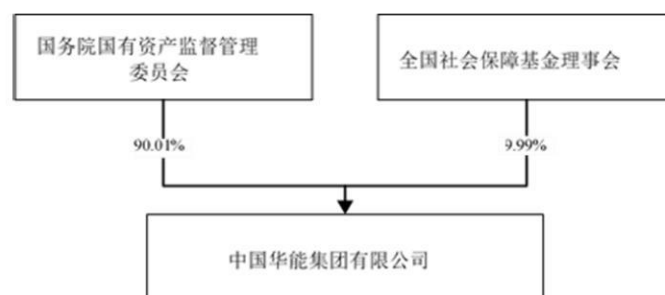 国务院国有资产监督管理
委员会
全国社会保障基金理事会
90.01%
9.99%
中国华能集团有限公司